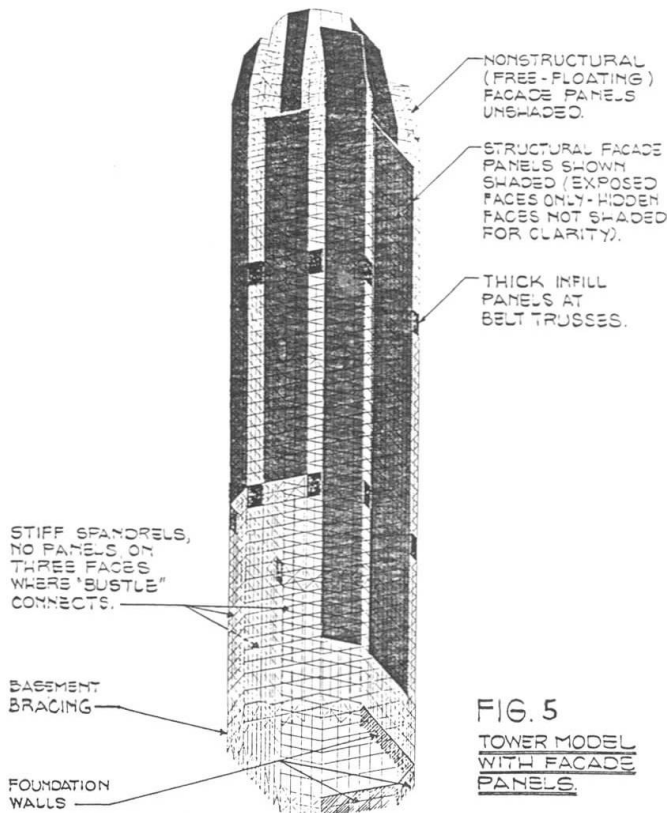 NONSTRUCTURAL
(FREE-FLOATING)
FACADE PANELS
UNSHADED.
STRUCTURAL FACADE
PANELS SHOWN
SHADED (EXPOSED
FACES ONLY-HIDDEN
FACES NOT SHADED
FOR CLARITY).
THICK INFILL
PANELS AT
BELT TRUSSES.
STIFF SPANDRELS,
NO PANELS, ON
THREE FACES
WHERE "BUSTLE"
CONNECTS.
BASEMENT
BRACING
FOUNDATION
WALLS
FIG. 5
TOWER MODEL
WITH FACADE
PANELS.